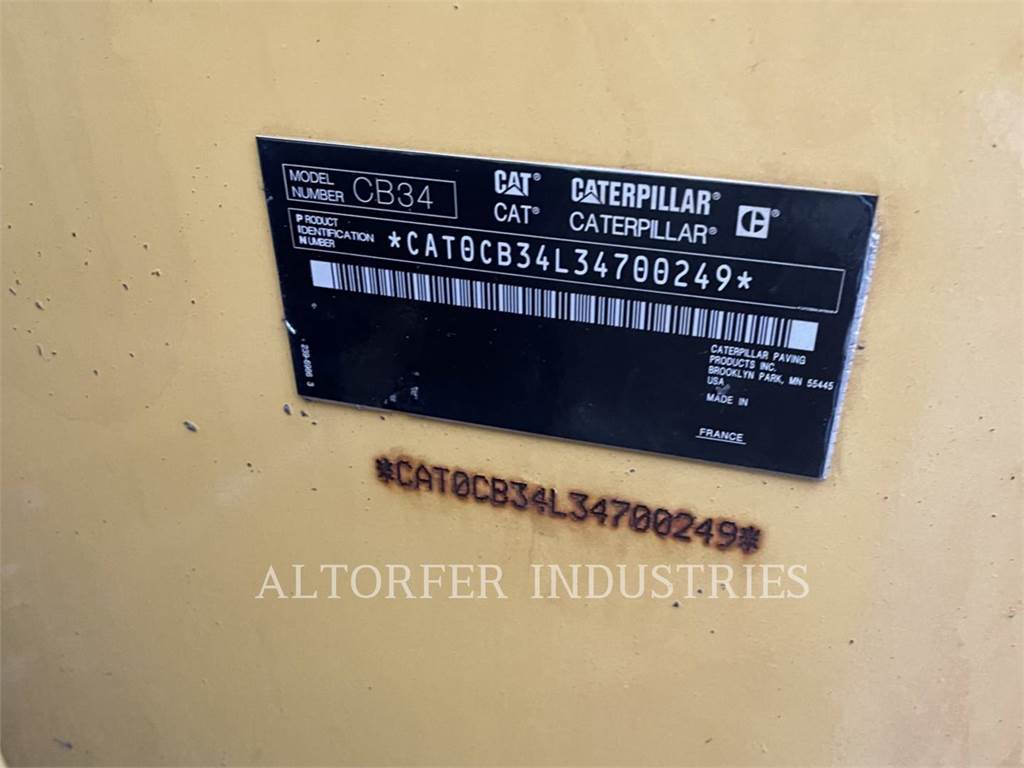 MODEL NUMBER CB34
CAT® CATERPILLAR®
CAT® CATERPILLAR®
PRODUCT IDENTIFICATION NUMBER *CAT0CB34L34700249*
CATERPILLAR PAVING
PRODUCTS INC.
BROOKLYN PARK, MN 55445
USA
MADE IN
FRANCE
*CAT0CB34L34700249*
ALTORFER INDUSTRIES